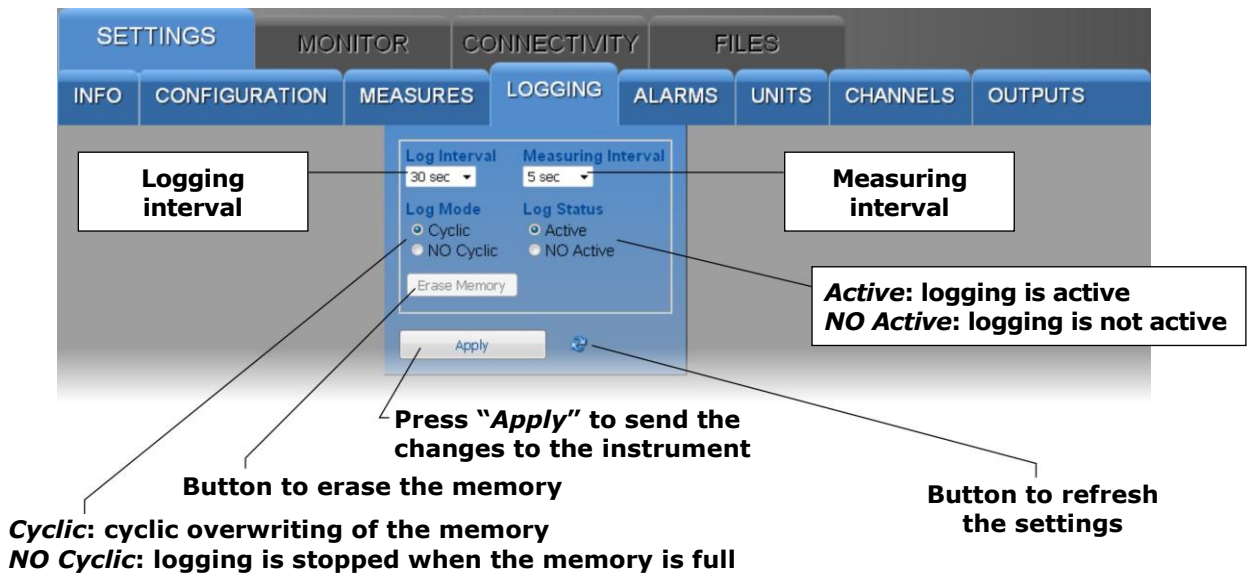 SETTINGS MONITOR CONNECTIVITY FILES
INFO CONFIGURATION MEASURES LOGGING ALARMS UNITS CHANNELS OUTPUTS
Logging
interval
Log Interval Measuring Interval
30 sec 5 sec
Measuring
interval
Log Mode Log Status
Cyclic Active
NO Cyclic NO Active
Erase Memory
Active: logging is active
NO Active: logging is not active
Apply
Press “Apply” to send the
changes to the instrument
Button to erase the memory
Button to refresh
the settings
Cyclic: cyclic overwriting of the memory
NO Cyclic: logging is stopped when the memory is full